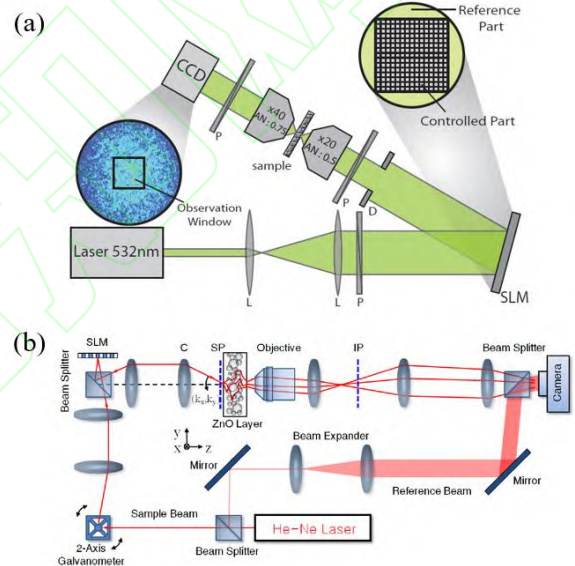 (a)
Reference
Part
CCD
P
x40
AN : 0.75
sample
x20
AN : 0.5
Controlled Part
P
D
Observation
Window
Laser 532nm
L
L
P
SLM
(b)
SLM
C
SP
Objective
IP
Beam Splitter
Beam Splitter
Camera
(kx,ky)
ZnO Layer
y
x
z
Mirror
Beam Expander
Reference Beam
Mirror
Sample Beam
He-Ne Laser
2-Axis
Galvanometer
Beam Splitter